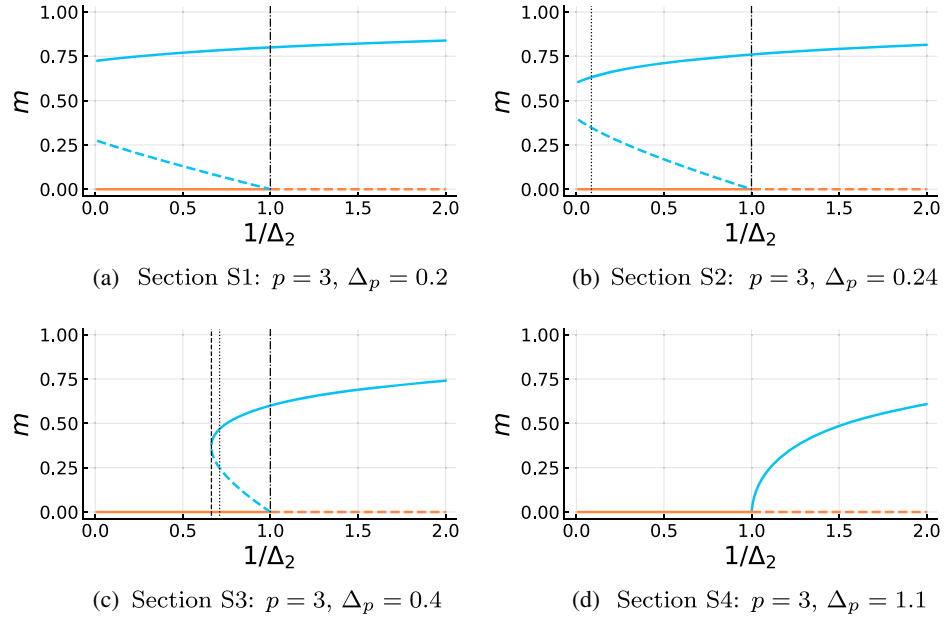 1.00
0.75
0.50
0.25
0.00
m
0.0 0.5 1.0 1.5 2.0
1/Δ₂
(a) Section S1: p = 3, Δₚ = 0.2
1.00
0.75
0.50
0.25
0.00
m
0.0 0.5 1.0 1.5 2.0
1/Δ₂
(b) Section S2: p = 3, Δₚ = 0.24
1.00
0.75
0.50
0.25
0.00
m
0.0 0.5 1.0 1.5 2.0
1/Δ₂
(c) Section S3: p = 3, Δₚ = 0.4
1.00
0.75
0.50
0.25
0.00
m
0.0 0.5 1.0 1.5 2.0
1/Δ₂
(d) Section S4: p = 3, Δₚ = 1.1